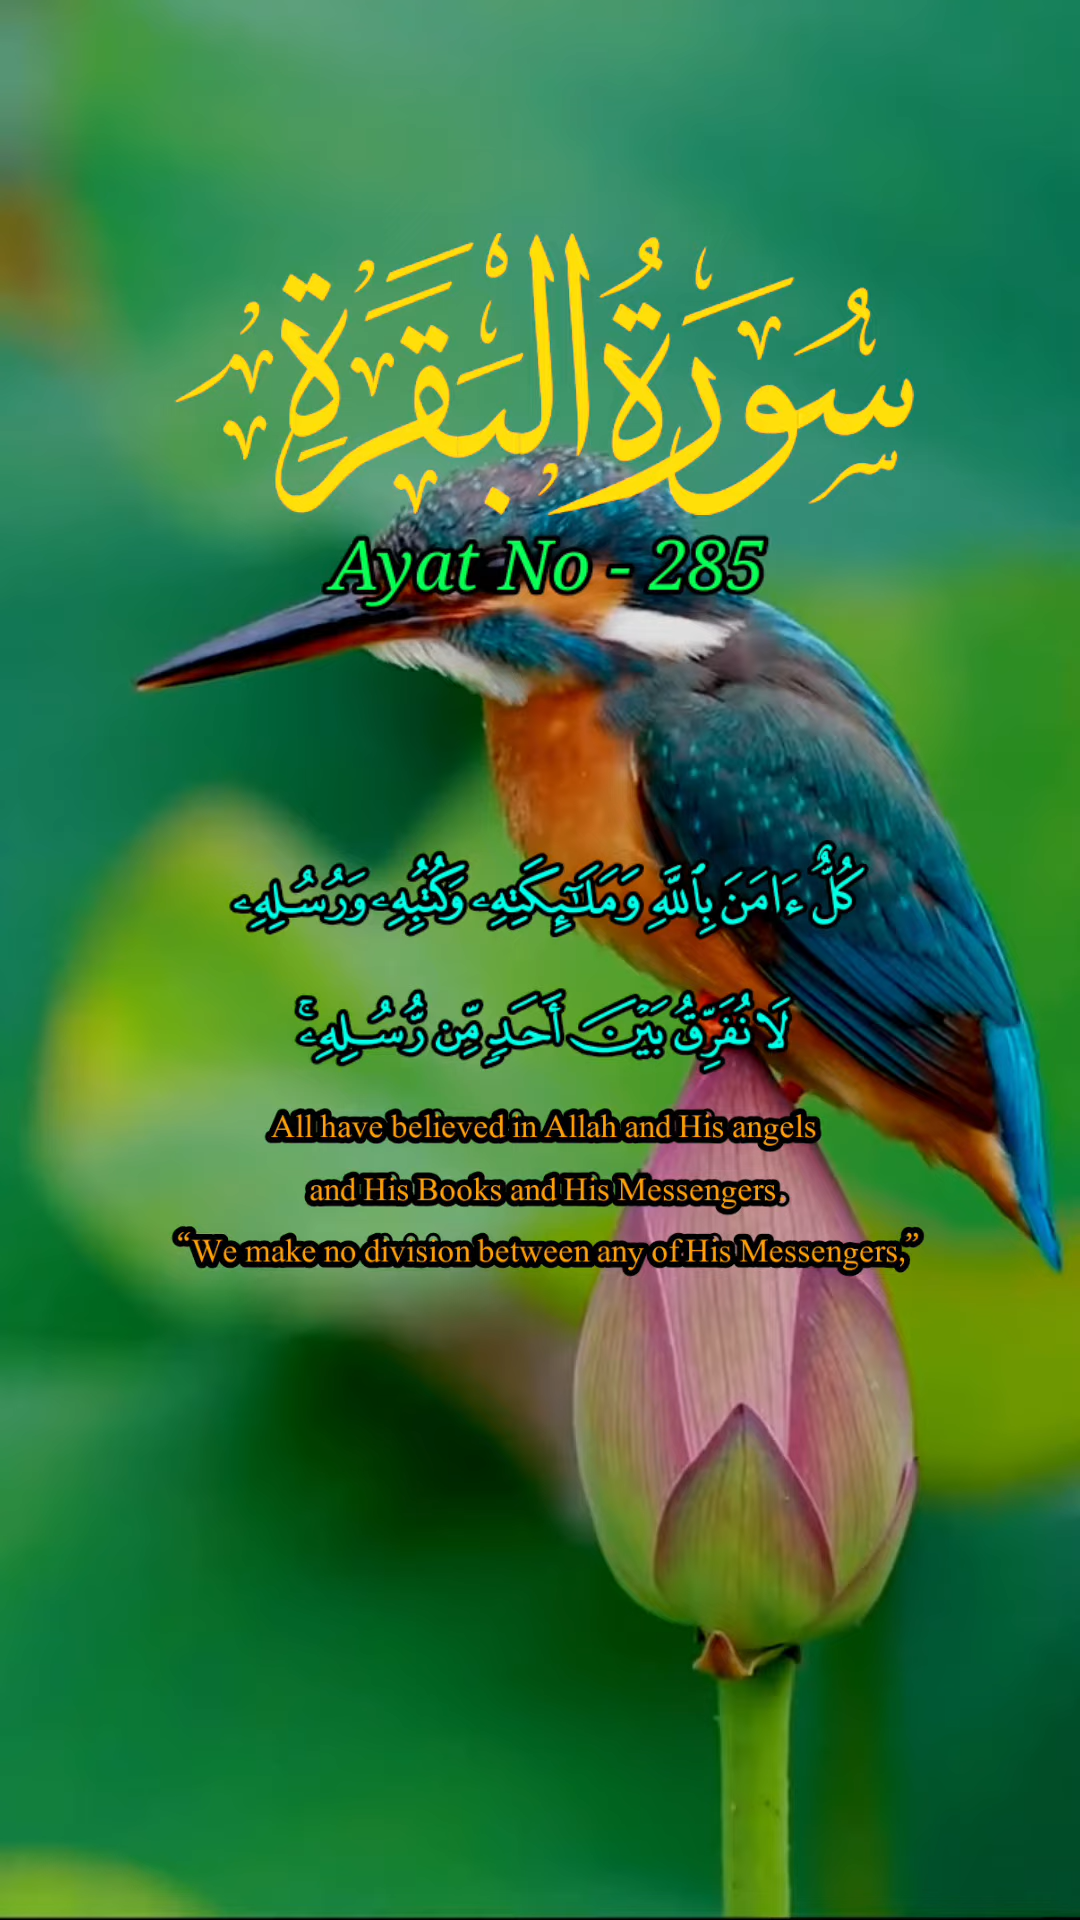 سُورَةُ الْبَقَرَةِ
Ayat No - 285
كُلٌّ ءَامَنَ بِٱللَّهِ وَمَلَـٰٓئِكَتِهِۦ وَكُتُبِهِۦ وَرُسُلِهِۦ
لَا نُفَرِّقُ بَيْنَ أَحَدٍ مِّن رُّسُلِهِۦۚ
All have believed in Allah and His angels
and His Books and His Messengers.
“We make no division between any of His Messengers,”